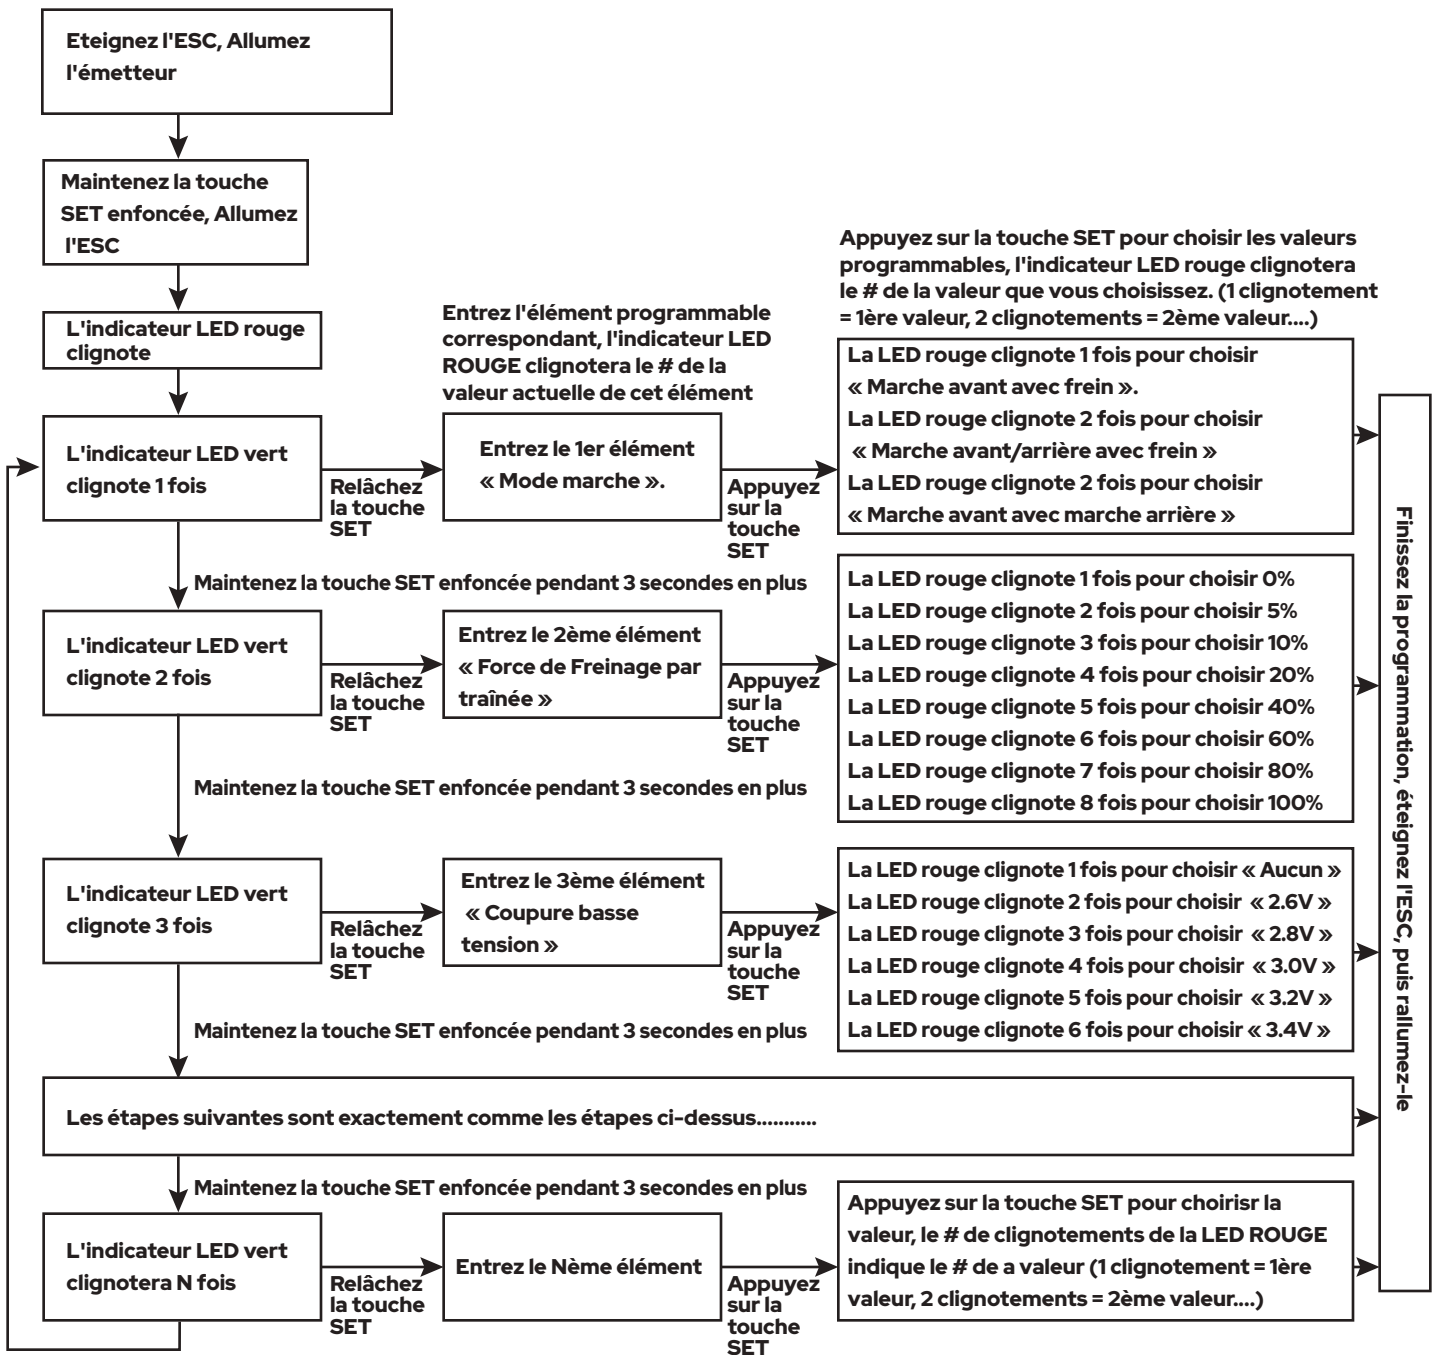 Eteignez l'ESC, Allumez
l'émetteur
Maintenez la touche
SET enfoncée, Allumez
l'ESC
L'indicateur LED rouge
clignote
Entrez l'élément programmable
correspondant, l'indicateur LED
ROUGE clignotera le # de la
valeur actuelle de cet élément
Appuyez sur la touche SET pour choisir les valeurs
programmables, l'indicateur LED rouge clignotera
le # de la valeur que vous choisissez. (1 clignotement
= 1ère valeur, 2 clignotements = 2ème valeur....)
L'indicateur LED vert
clignote 1 fois
Relâchez
la touche
SET
Entrez le 1er élément
« Mode marche ».
Appuyez
sur la
touche
SET
La LED rouge clignote 1 fois pour choisir
« Marche avant avec frein ».
La LED rouge clignote 2 fois pour choisir
« Marche avant/arrière avec frein »
La LED rouge clignote 2 fois pour choisir
« Marche avant avec marche arrière »
Maintenez la touche SET enfoncée pendant 3 secondes en plus
L'indicateur LED vert
clignote 2 fois
Relâchez
la touche
SET
Entrez le 2ème élément
« Force de Freinage par
traînée »
Appuyez
sur la
touche
SET
La LED rouge clignote 1 fois pour choisir 0%
La LED rouge clignote 2 fois pour choisir 5%
La LED rouge clignote 3 fois pour choisir 10%
La LED rouge clignote 4 fois pour choisir 20%
La LED rouge clignote 5 fois pour choisir 40%
La LED rouge clignote 6 fois pour choisir 60%
La LED rouge clignote 7 fois pour choisir 80%
La LED rouge clignote 8 fois pour choisir 100%
Maintenez la touche SET enfoncée pendant 3 secondes en plus
L'indicateur LED vert
clignote 3 fois
Relâchez
la touche
SET
Entrez le 3ème élément
« Coupure basse
tension »
Appuyez
sur la
touche
SET
La LED rouge clignote 1 fois pour choisir « Aucun »
La LED rouge clignote 2 fois pour choisir « 2.6V »
La LED rouge clignote 3 fois pour choisir « 2.8V »
La LED rouge clignote 4 fois pour choisir « 3.0V »
La LED rouge clignote 5 fois pour choisir « 3.2V »
La LED rouge clignote 6 fois pour choisir « 3.4V »
Maintenez la touche SET enfoncée pendant 3 secondes en plus
Les étapes suivantes sont exactement comme les étapes ci-dessus...........
Maintenez la touche SET enfoncée pendant 3 secondes en plus
L'indicateur LED vert
clignotera N fois
Relâchez
la touche
SET
Entrez le Nème élément
Appuyez
sur la
touche
SET
Appuyez sur la touche SET pour choirisr la
valeur, le # de clignotements de la LED ROUGE
indique le # de a valeur (1 clignotement = 1ère
valeur, 2 clignotements = 2ème valeur....)
Finissez la programmation, éteignez l'ESC, puis rallumez-le